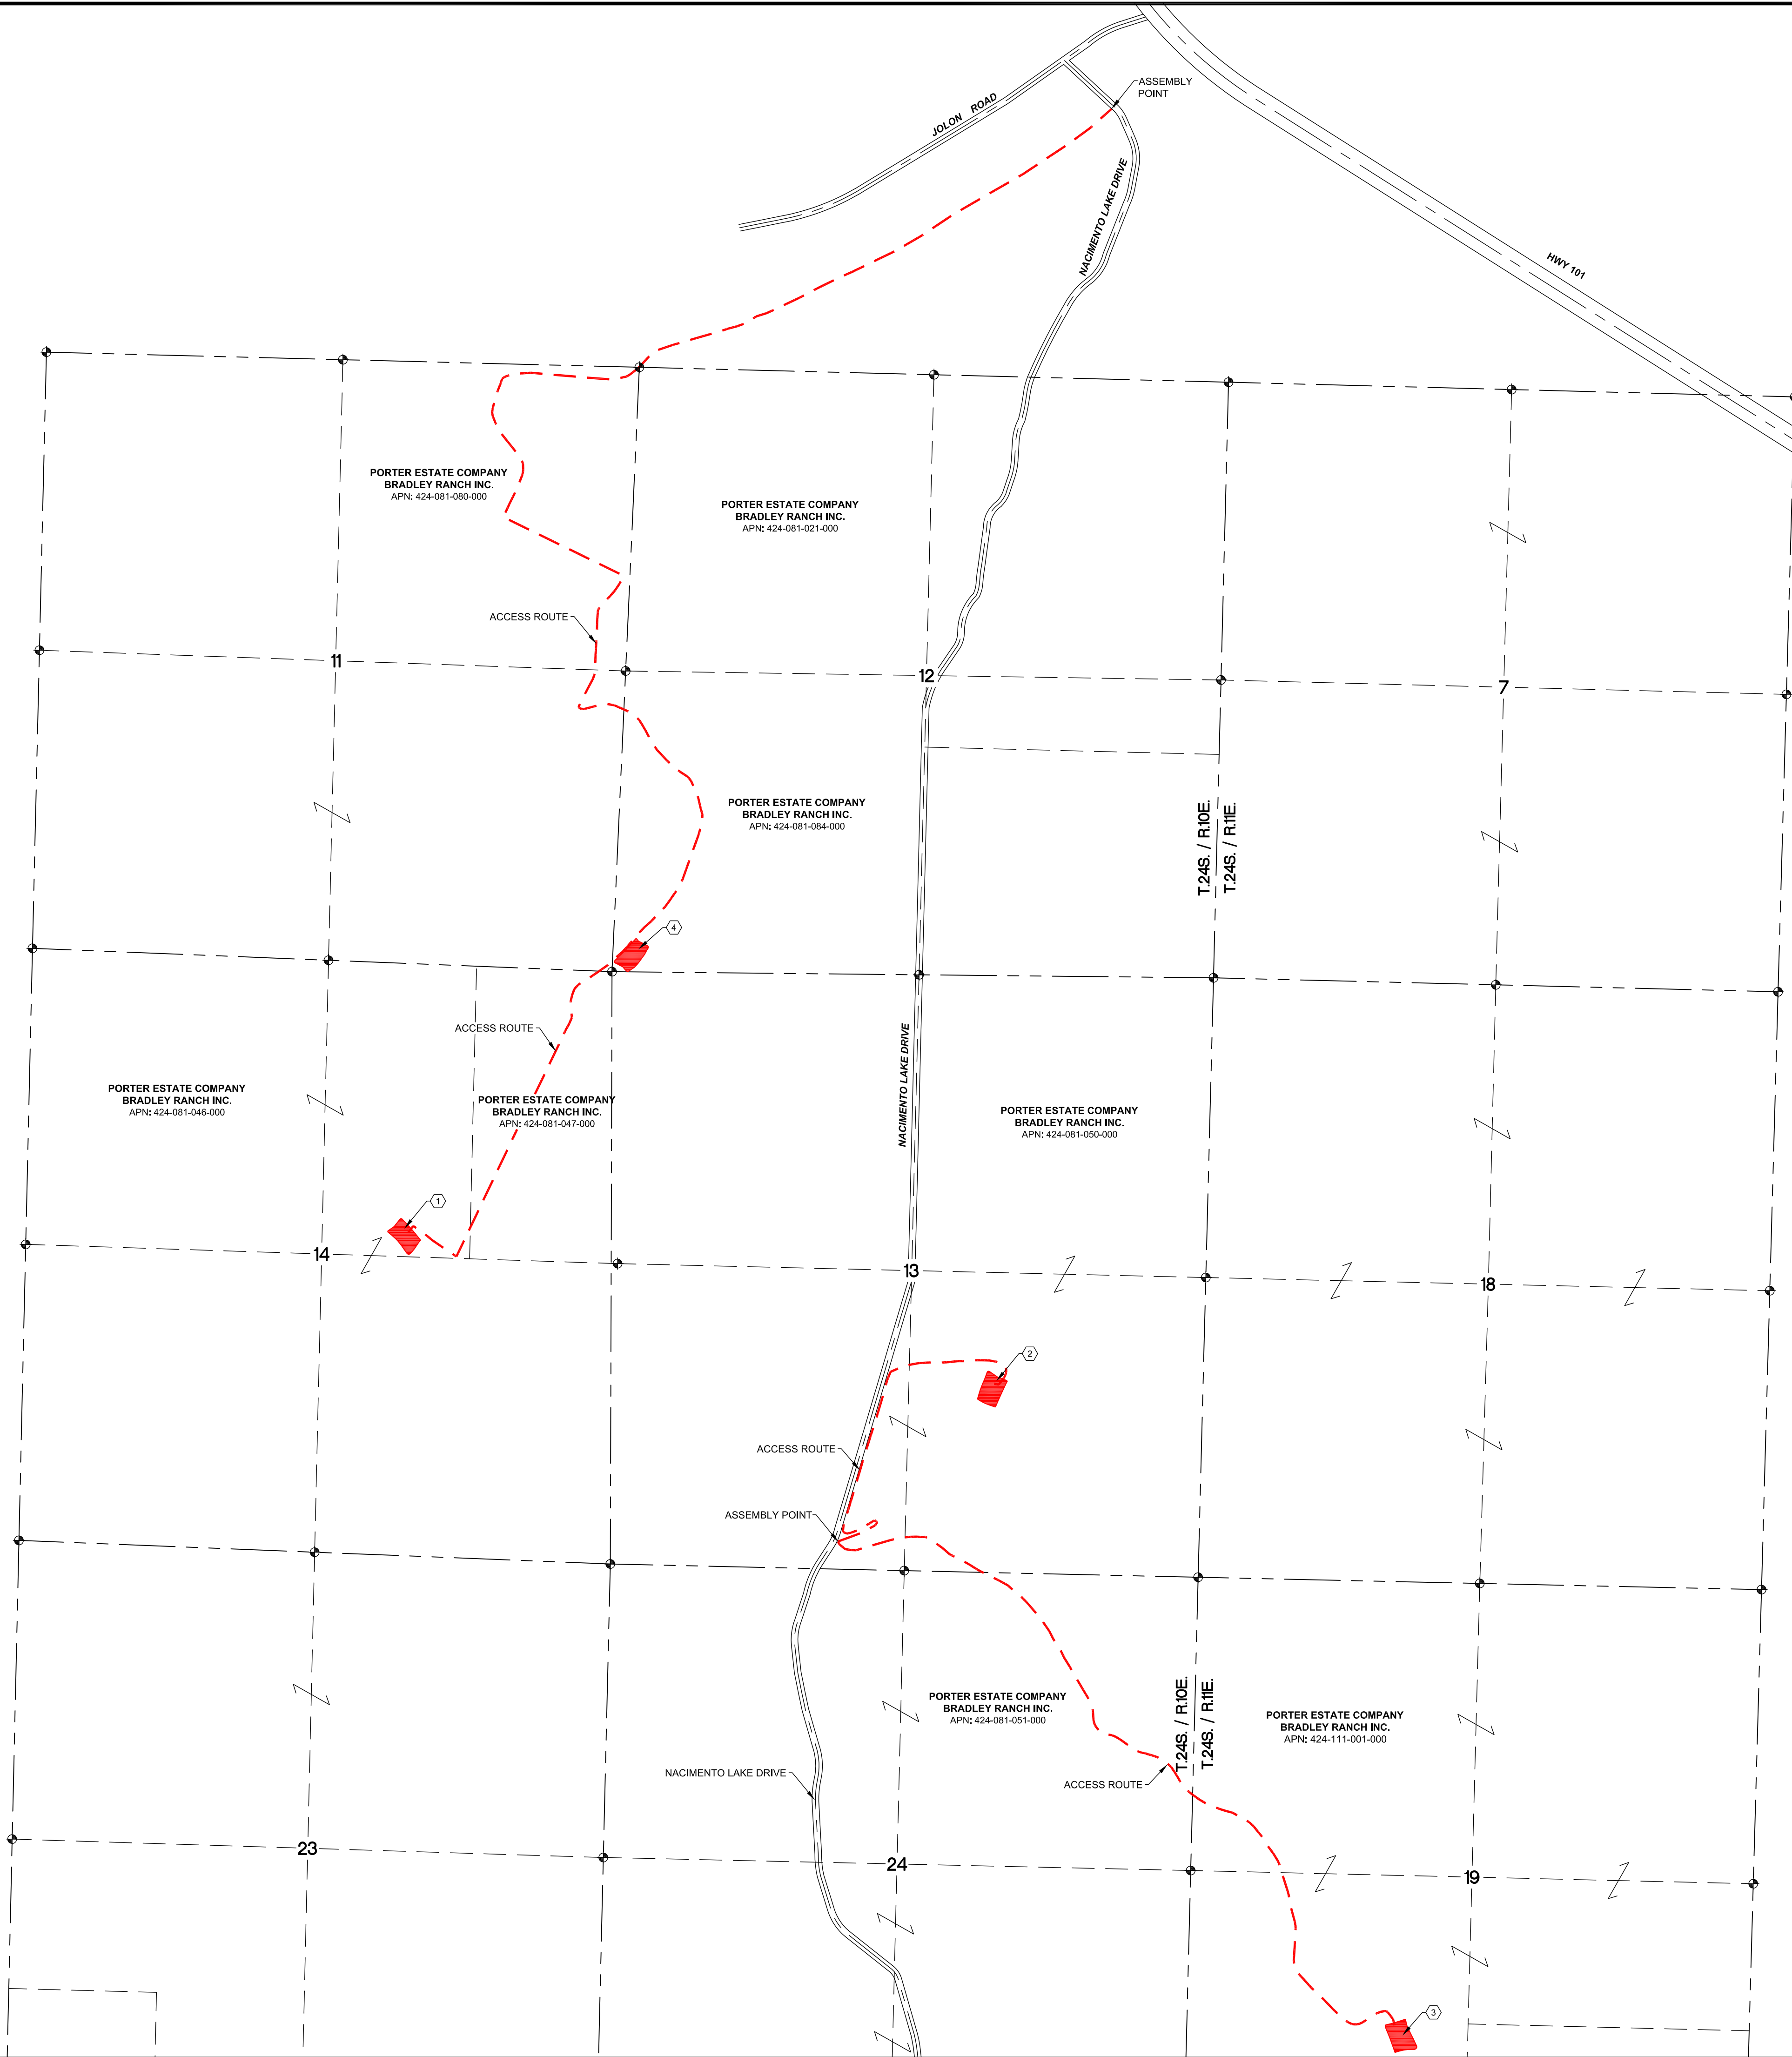 ASSEMBLY
POINT
JOLON ROAD
NACIMENTO LAKE DRIVE
HWY 101
PORTER ESTATE COMPANY
BRADLEY RANCH INC.
APN: 424-081-080-000
PORTER ESTATE COMPANY
BRADLEY RANCH INC.
APN: 424-081-021-000
ACCESS ROUTE
11
12
7
PORTER ESTATE COMPANY
BRADLEY RANCH INC.
APN: 424-081-084-000
T.24S. / R.10E.
T.24S. / R.11E.
4
ACCESS ROUTE
NACIMENTO LAKE DRIVE
PORTER ESTATE COMPANY
BRADLEY RANCH INC.
APN: 424-081-046-000
PORTER ESTATE COMPANY
BRADLEY RANCH INC.
APN: 424-081-047-000
PORTER ESTATE COMPANY
BRADLEY RANCH INC.
APN: 424-081-050-000
1
14
13
18
2
ACCESS ROUTE
ASSEMBLY POINT
PORTER ESTATE COMPANY
BRADLEY RANCH INC.
APN: 424-081-051-000
T.24S. / R.10E.
T.24S. / R.11E.
PORTER ESTATE COMPANY
BRADLEY RANCH INC.
APN: 424-111-001-000
NACIMENTO LAKE DRIVE
ACCESS ROUTE
23
24
19
3